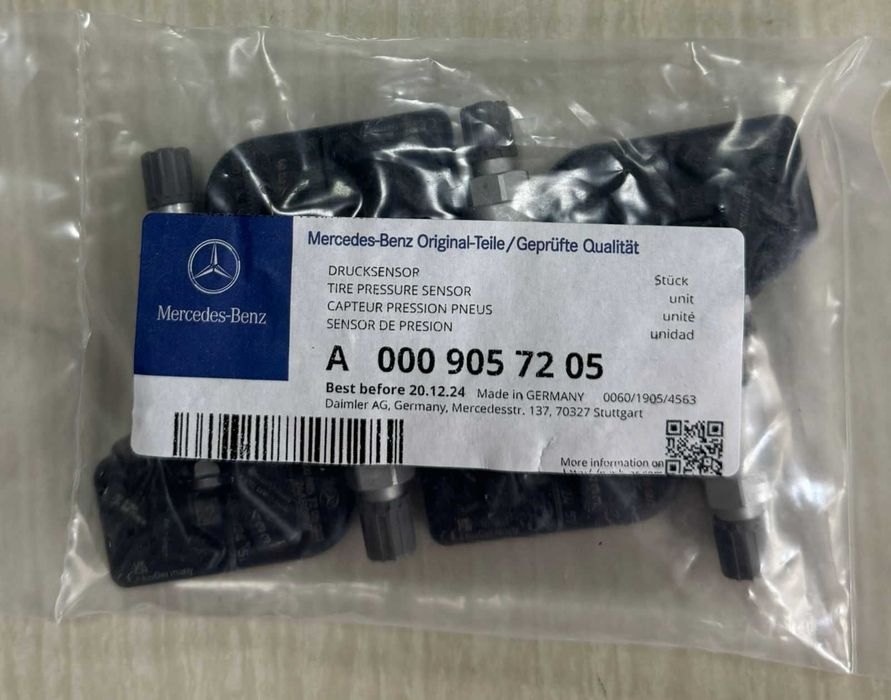 Mercedes-Benz
Mercedes-Benz Original-Teile/Geprüfte Qualität
DRUCKSENSOR
TIRE PRESSURE SENSOR
CAPTEUR PRESSION PNEUS
SENSOR DE PRESION
Stück
unit
unité
unidad
A 000 905 72 05
Best before 20.12.24 Made in GERMANY 0060/1905/4563
Daimler AG, Germany, Mercedesstr. 137, 70327 Stuttgart
More information on